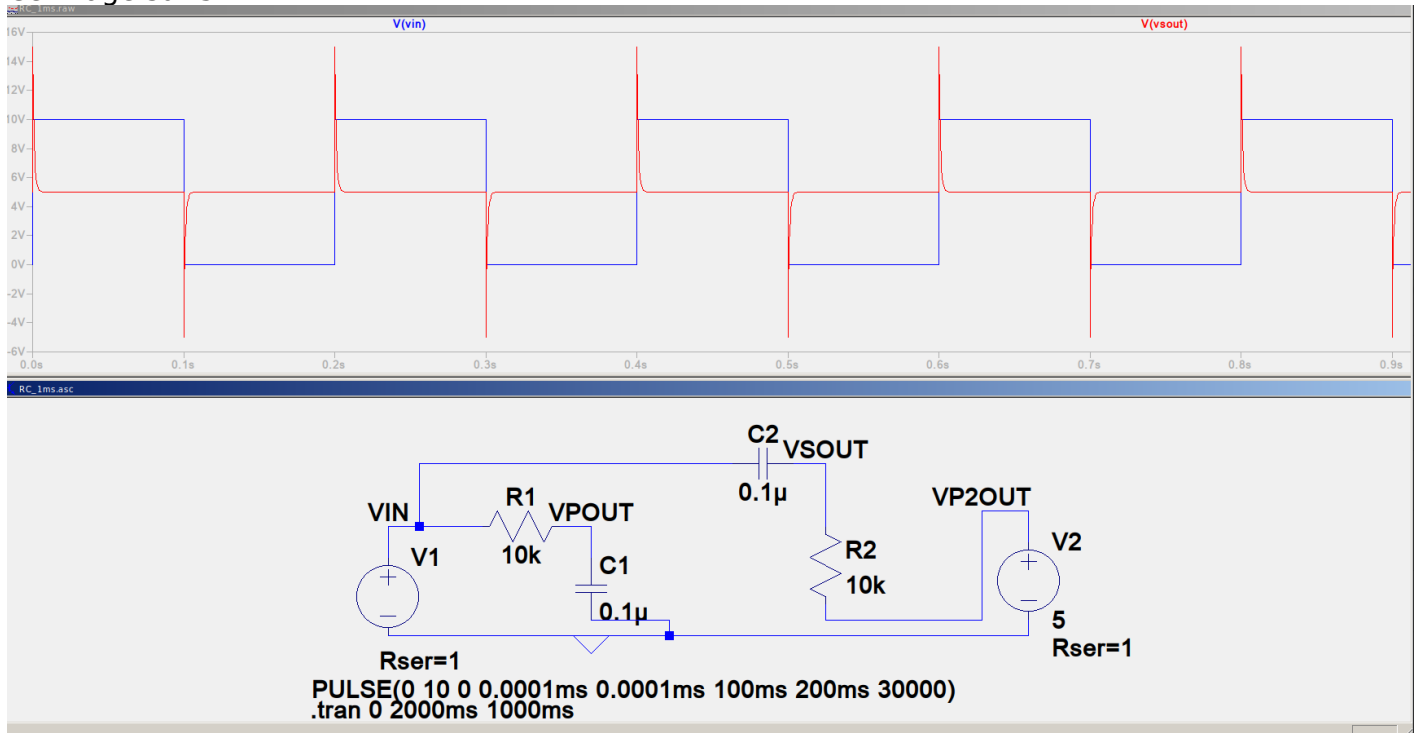 RC_1ms.raw
V(vin) V(vsout)
16V
14V
12V
10V
8V
6V
4V
2V
0V
-2V
-4V
-6V
0.0s 0.1s 0.2s 0.3s 0.4s 0.5s 0.6s 0.7s 0.8s 0.9s
RC_1ms.asc
C2 VSOUT
0.1µ
VIN R1 VPOUT VP2OUT
V1 10k C1 R2 V2
0.1µ 10k 5
Rser=1 Rser=1
PULSE(0 10 0 0.0001ms 0.0001ms 100ms 200ms 30000)
.tran 0 2000ms 1000ms